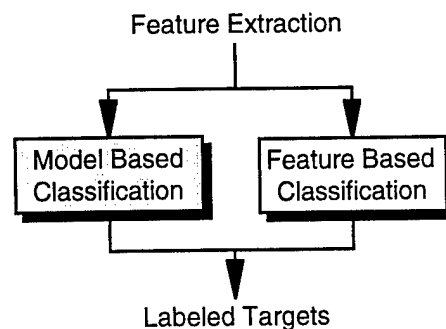 Feature Extraction
Model Based
Classification
Feature Based
Classification
Labeled Targets